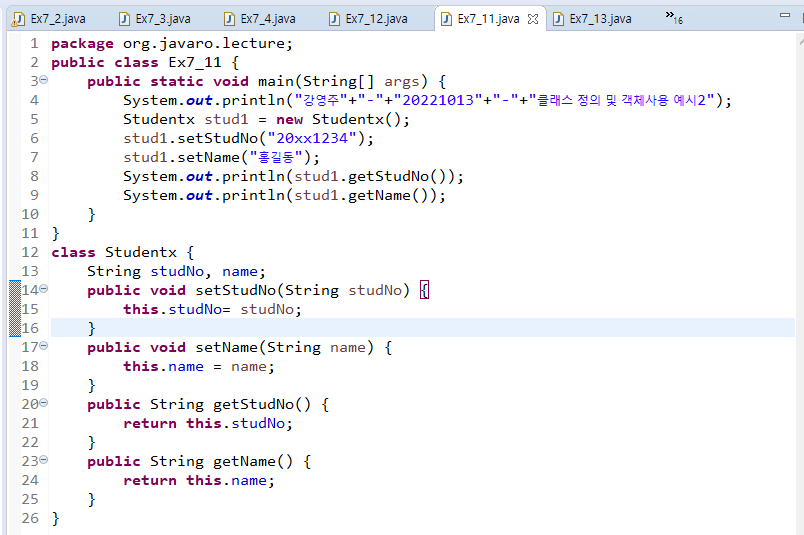 Ex7_2.java Ex7_3.java Ex7_4.java Ex7_12.java Ex7_11.java Ex7_13.java »16
1 package org.javaro.lecture;
2 public class Ex7_11 {
3 public static void main(String[] args) {
4 System.out.println("강영주"+"-"+"20221013"+"-"+"클래스 정의 및 객체사용 예시2");
5 Studentx stud1 = new Studentx();
6 stud1.setStudNo("20xx1234");
7 stud1.setName("홍길동");
8 System.out.println(stud1.getStudNo());
9 System.out.println(stud1.getName());
10 }
11 }
12 class Studentx {
13 String studNo, name;
14 public void setStudNo(String studNo) {
15 this.studNo= studNo;
16 }
17 public void setName(String name) {
18 this.name = name;
19 }
20 public String getStudNo() {
21 return this.studNo;
22 }
23 public String getName() {
24 return this.name;
25 }
26 }